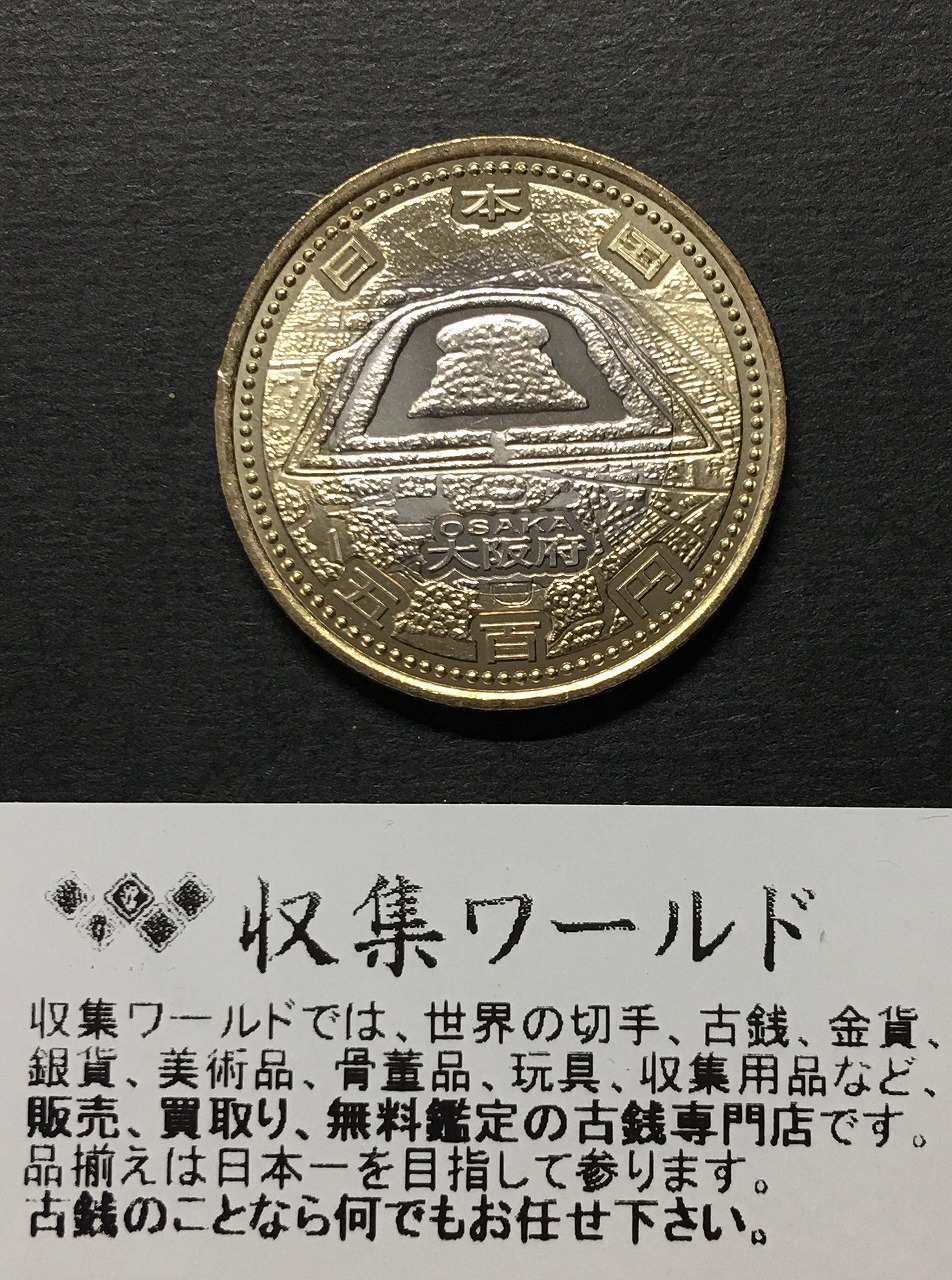 日本国
OSAKA
大阪府
五百円
収集ワールド
収集ワールドでは、世界の切手、古銭、金貨、
銀貨、美術品、骨董品、玩具、収集用品など、
販売、買取り、無料鑑定の古銭専門店です。
品揃えは日本一を目指して参ります。
古銭のことなら何でもお任せ下さい。